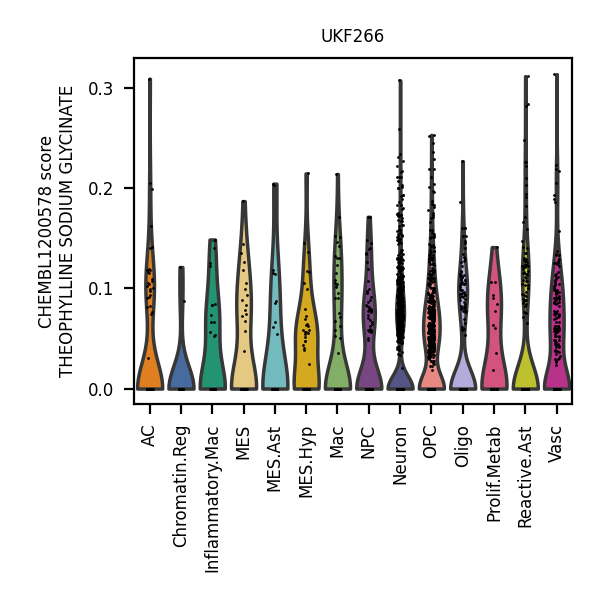 UKF266
CHEMBL1200578 score
THEOPHYLLINE SODIUM GLYCINATE
0.3
0.2
0.1
0.0
AC
Chromatin.Reg
Inflammatory.Mac
MES
MES.Ast
MES.Hyp
Mac
NPC
Neuron
OPC
Oligo
Prolif.Metab
Reactive.Ast
Vasc